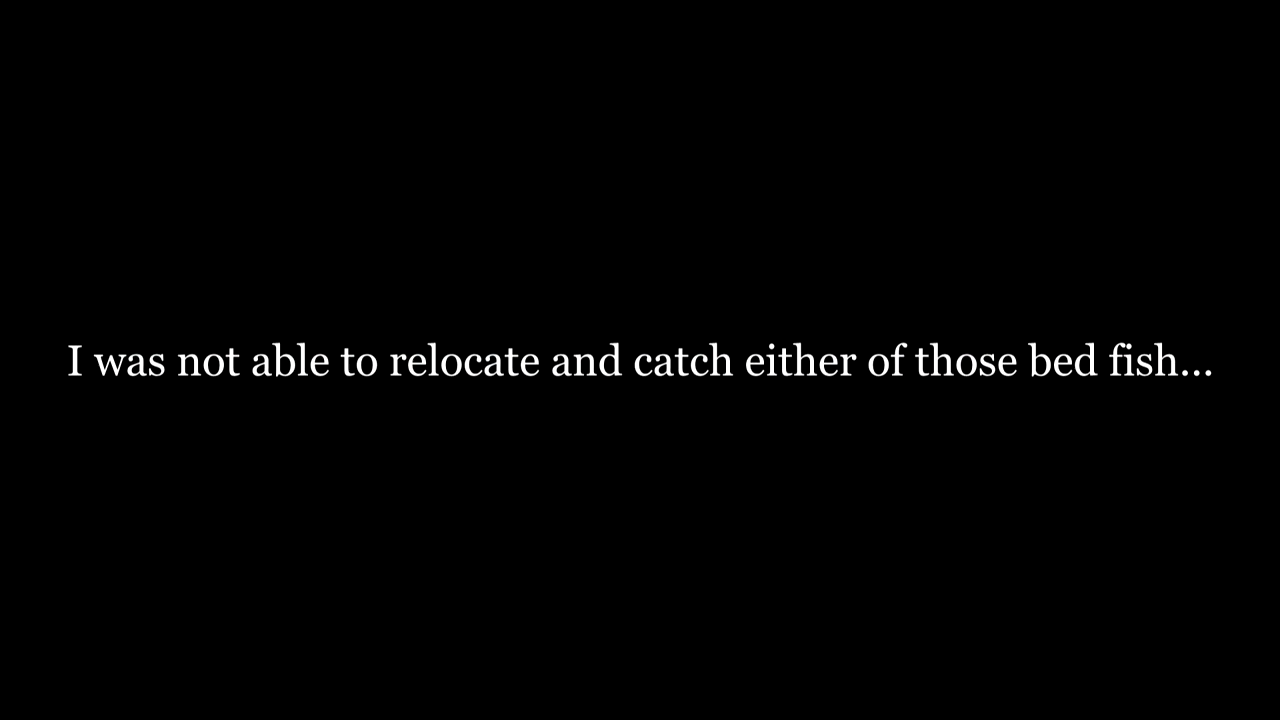 I was not able to relocate and catch either of those bed fish...